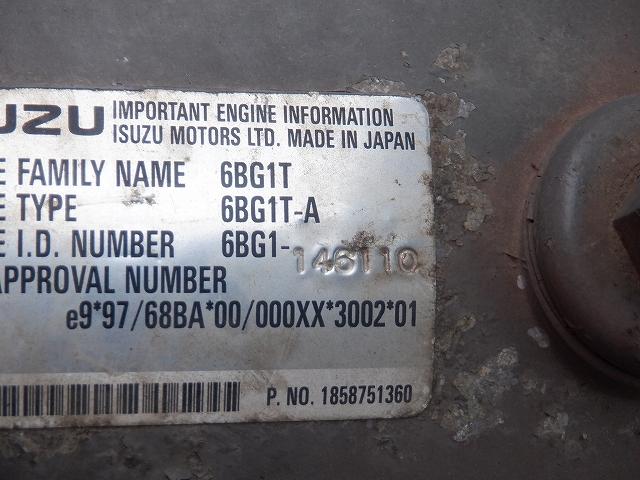 UZU IMPORTANT ENGINE INFORMATION
ISUZU MOTORS LTD. MADE IN JAPAN
E FAMILY NAME 6BG1T
E TYPE 6BG1T-A
E I.D. NUMBER 6BG1-146110
APPROVAL NUMBER
e9*97/68BA*00/000XX*3002*01
P. NO. 1858751360